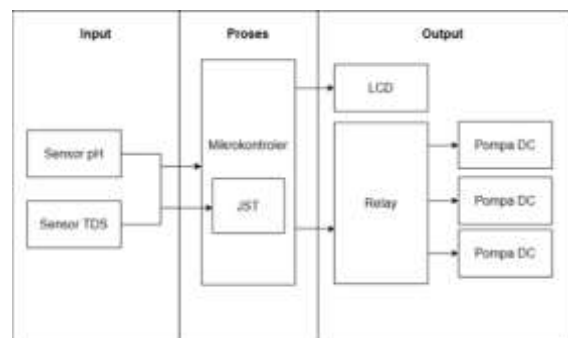 Input
Proses
Output
Sensor pH
Sensor TDS
Mikrokontroler
JST
LCD
Relay
Pompa DC
Pompa DC
Pompa DC